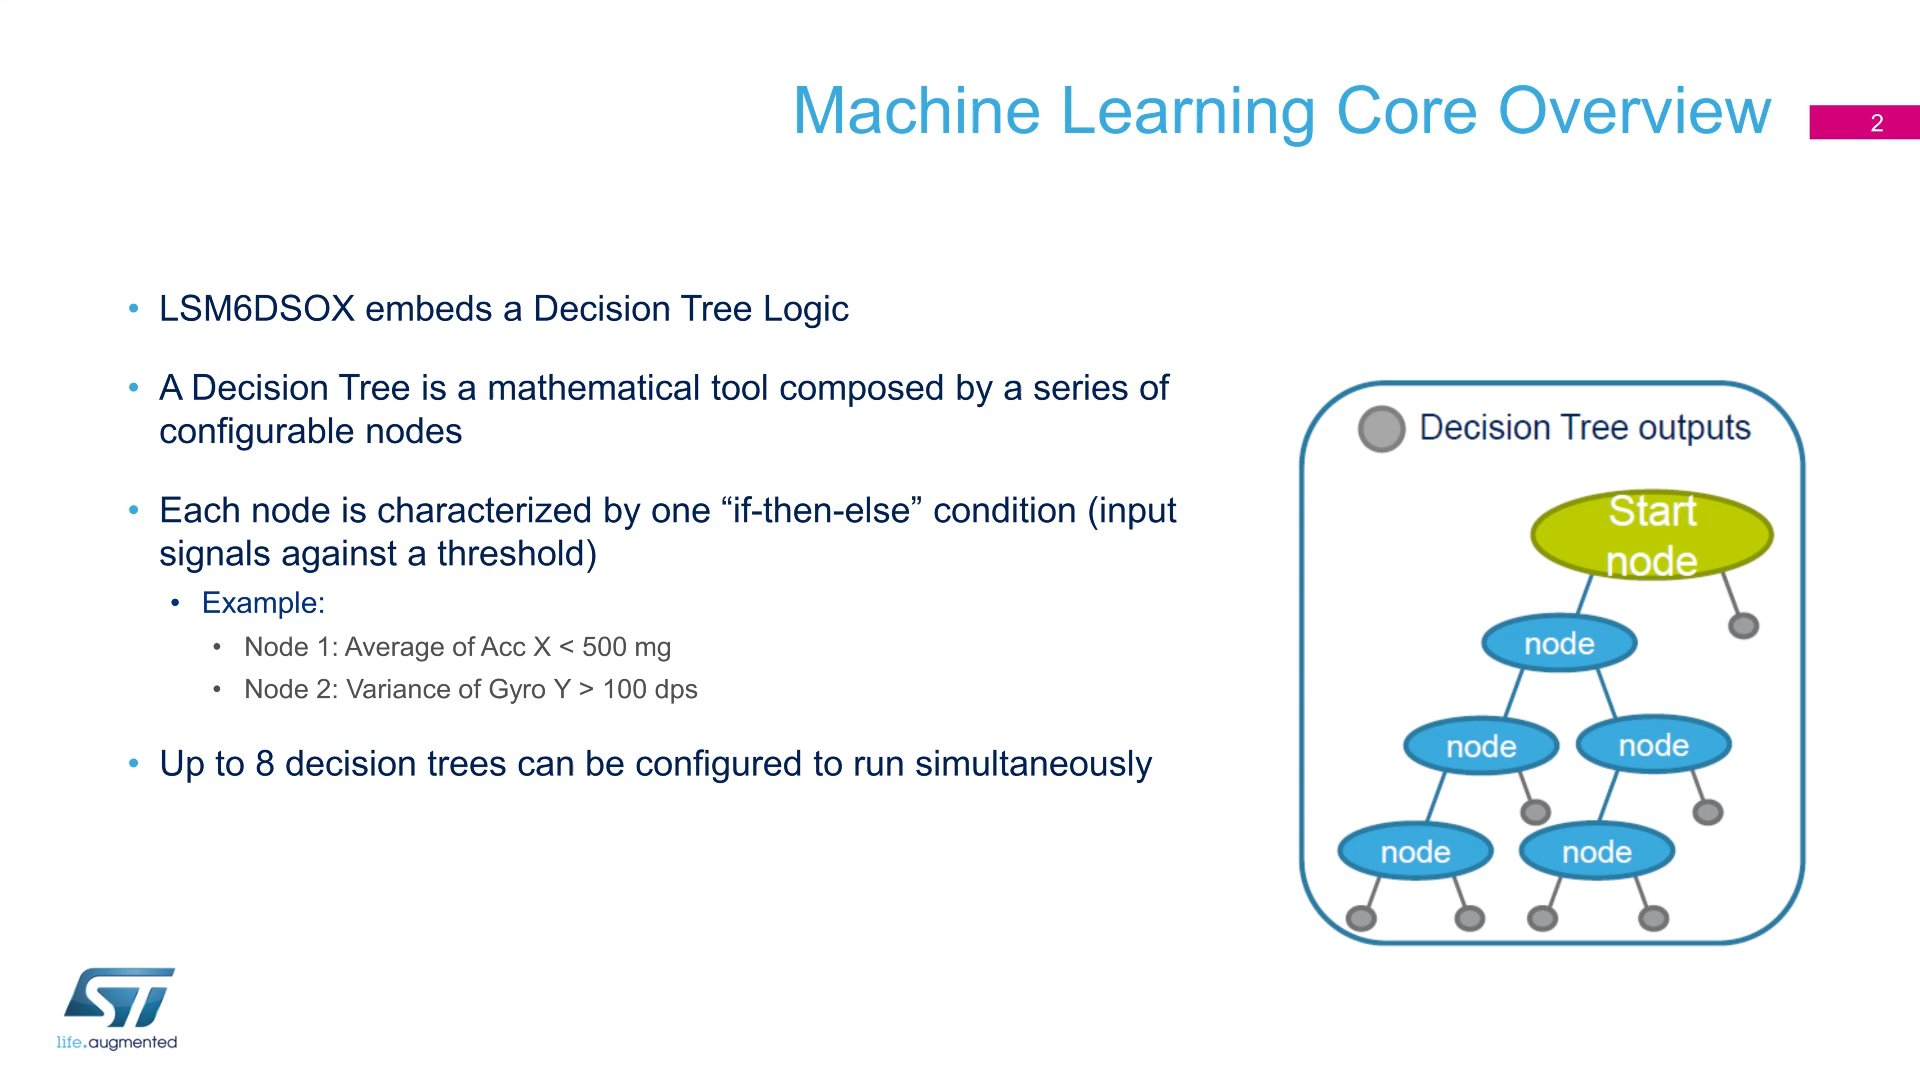 Machine Learning Core Overview
2
• LSM6DSOX embeds a Decision Tree Logic
• A Decision Tree is a mathematical tool composed by a series of
configurable nodes
• Each node is characterized by one “if-then-else” condition (input
signals against a threshold)
• Example:
• Node 1: Average of Acc X < 500 mg
• Node 2: Variance of Gyro Y > 100 dps
• Up to 8 decision trees can be configured to run simultaneously
Decision Tree outputs
Start
node
node
node
node
node
node
ST
life.augmented